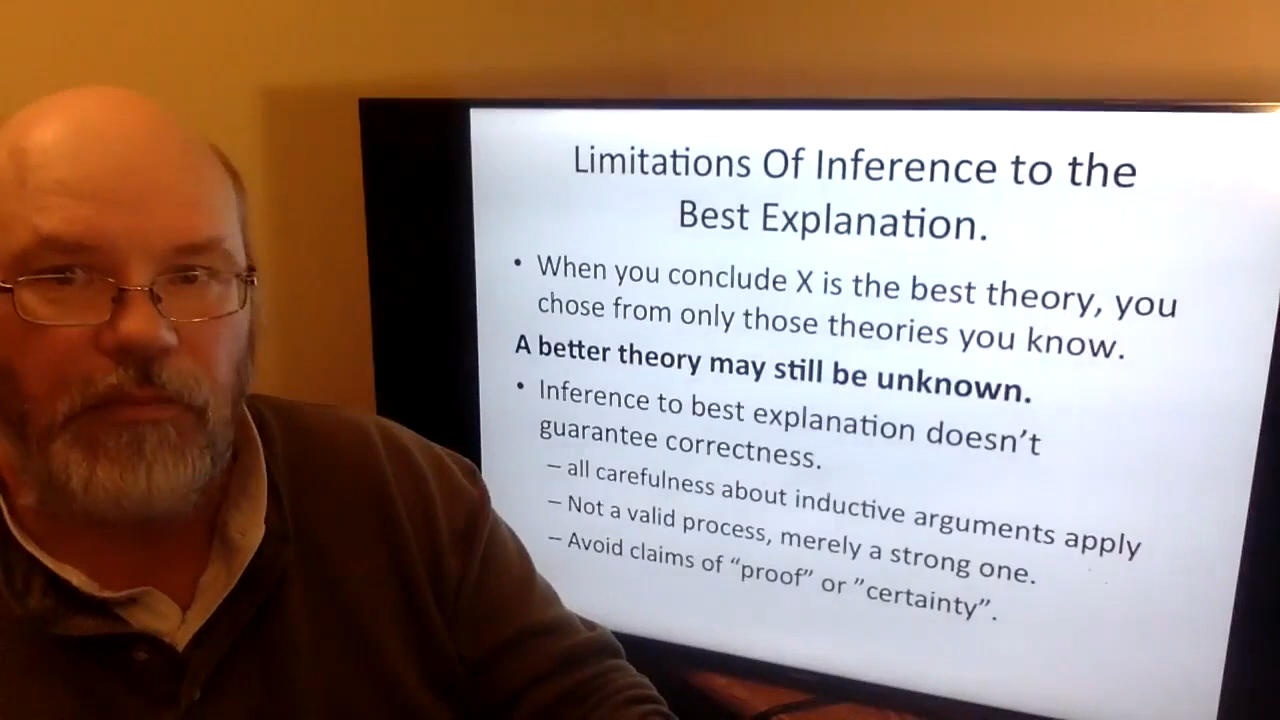 Limitations Of Inference to the
Best Explanation.
• When you conclude X is the best theory, you
chose from only those theories you know.
A better theory may still be unknown.
• Inference to best explanation doesn't
guarantee correctness.
– all carefulness about inductive arguments apply
– Not a valid process, merely a strong one.
– Avoid claims of “proof” or ”certainty”.